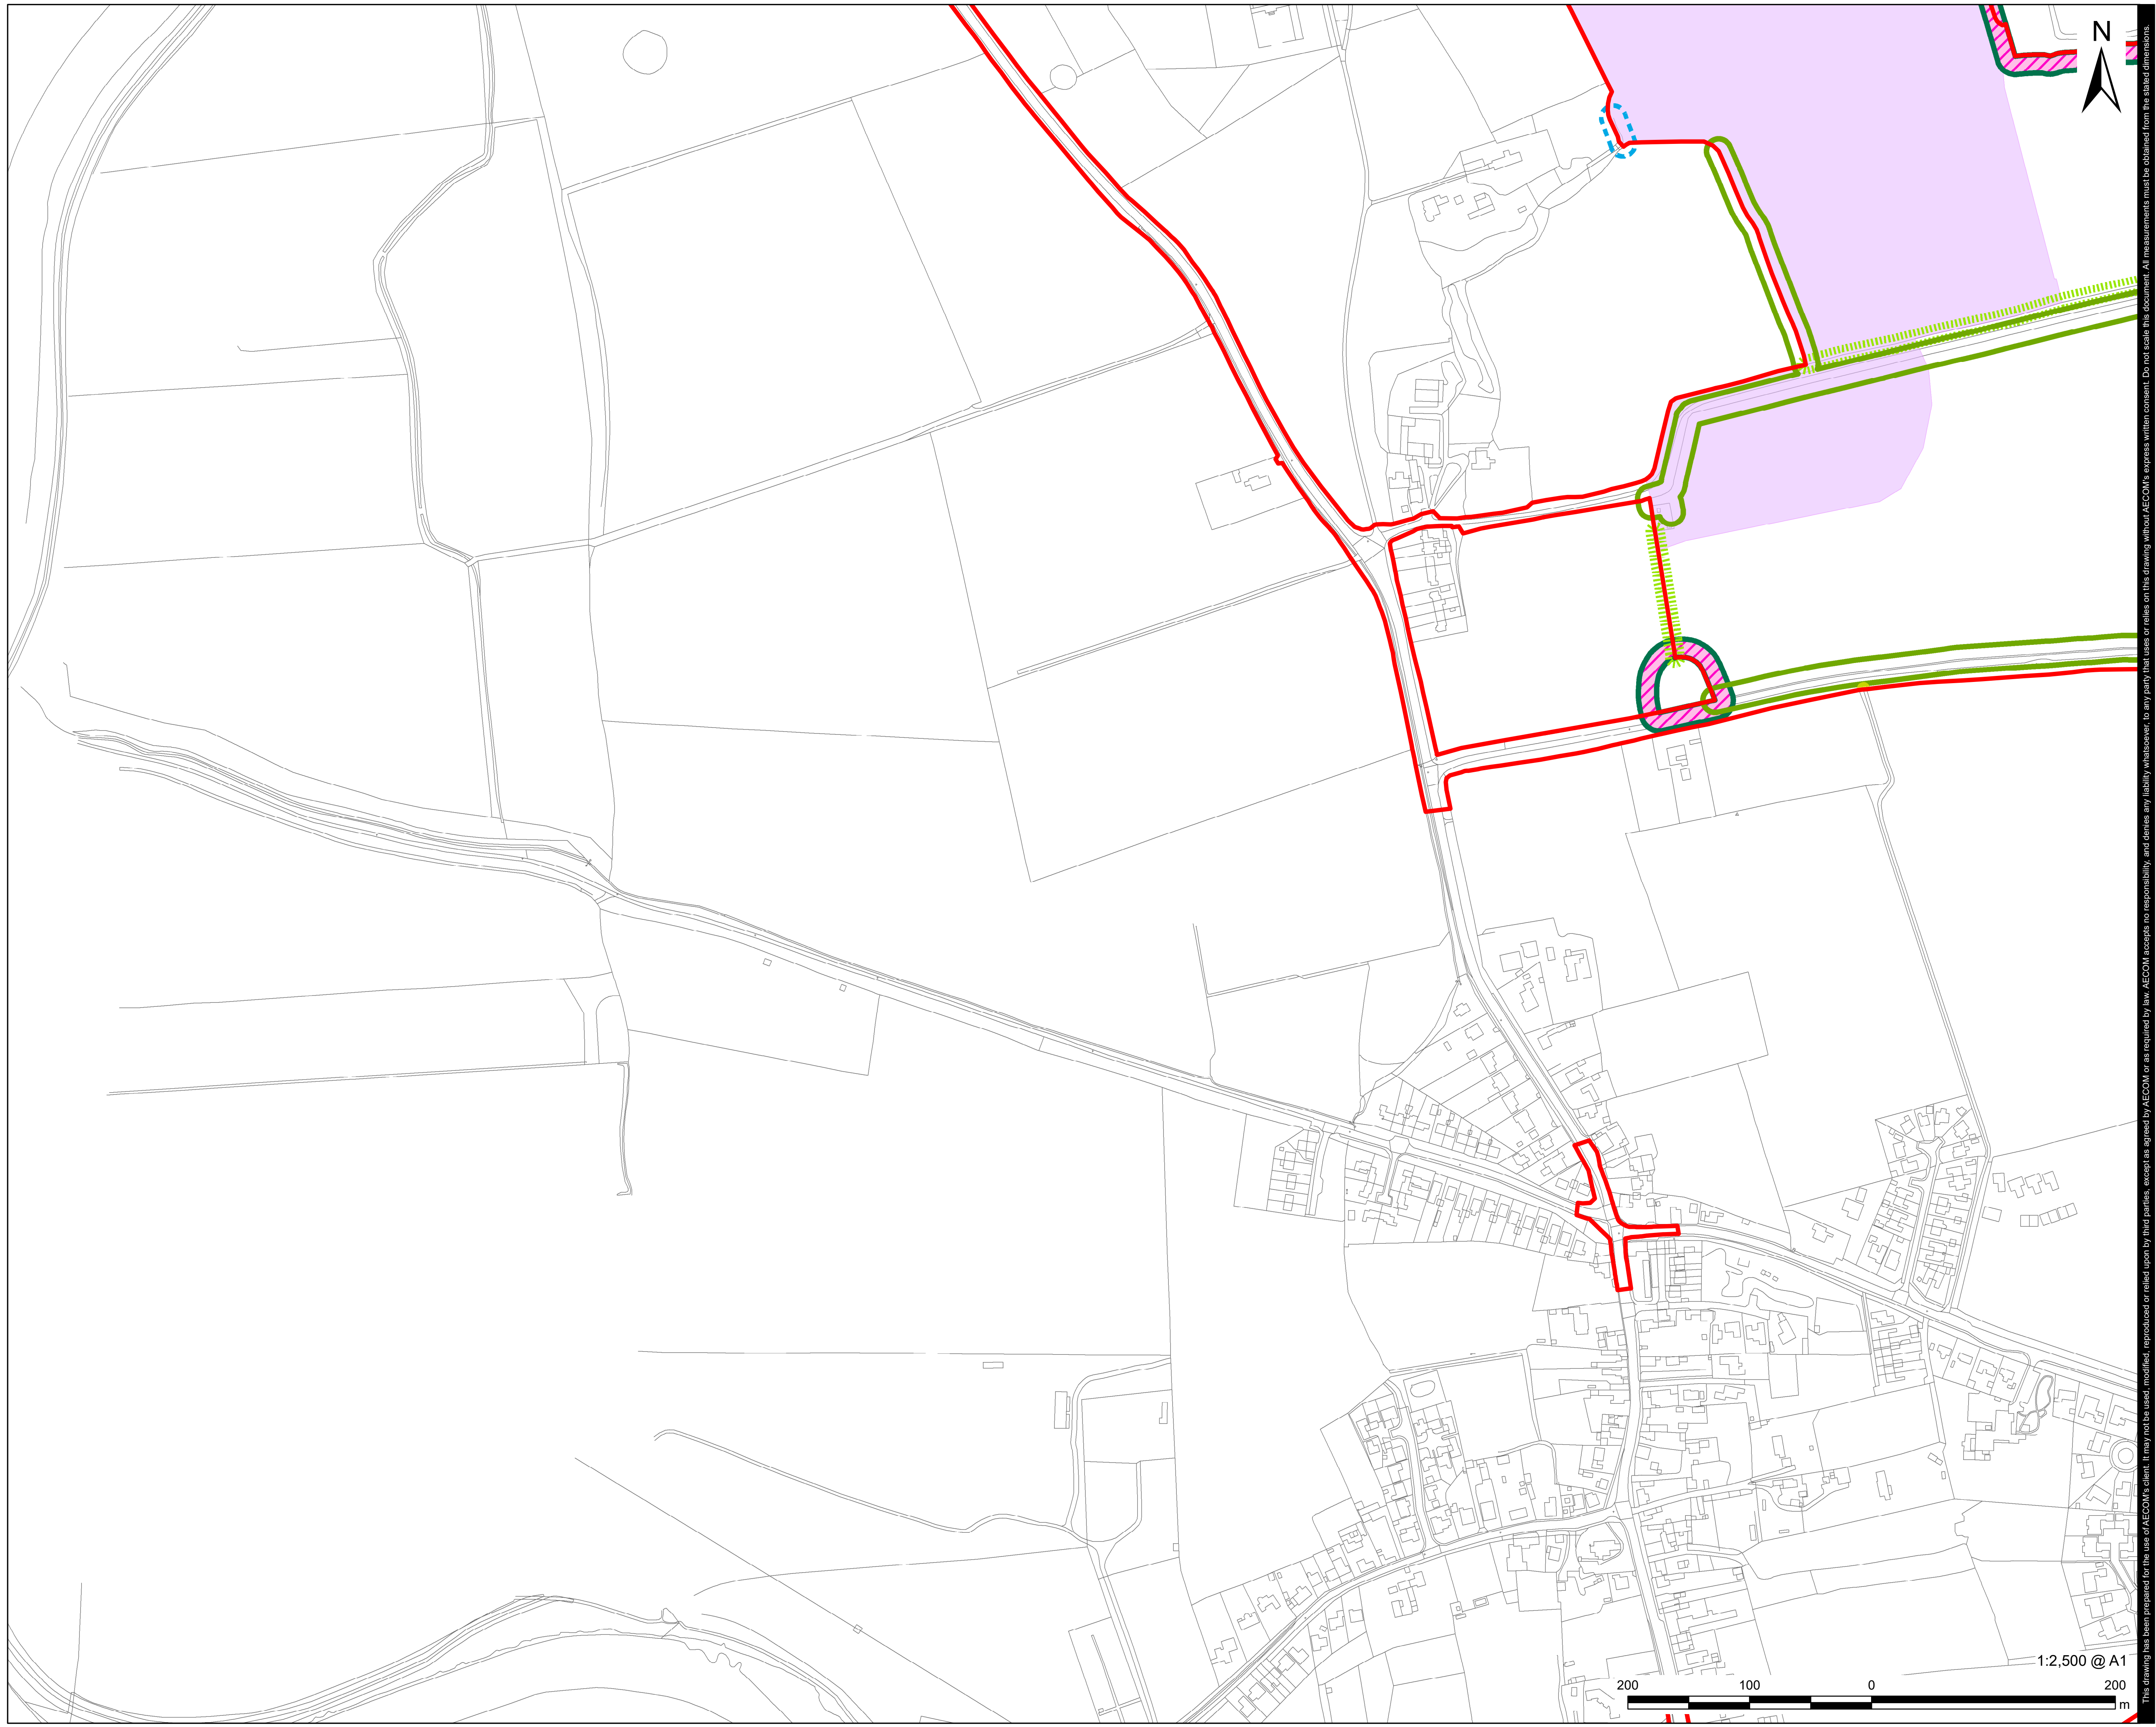 N
This drawing has been prepared for the use of AECOM's client. It may not be used, modified, reproduced or relied upon by third parties, except as agreed by AECOM or as required by law. AECOM accepts no responsibility, and denies any liability whatsoever, to any party that uses or relies on this drawing without AECOM's express written consent. Do not scale this document. All measurements must be obtained from the stated dimensions.
1:2,500 @ A1
200 100 0 200
m